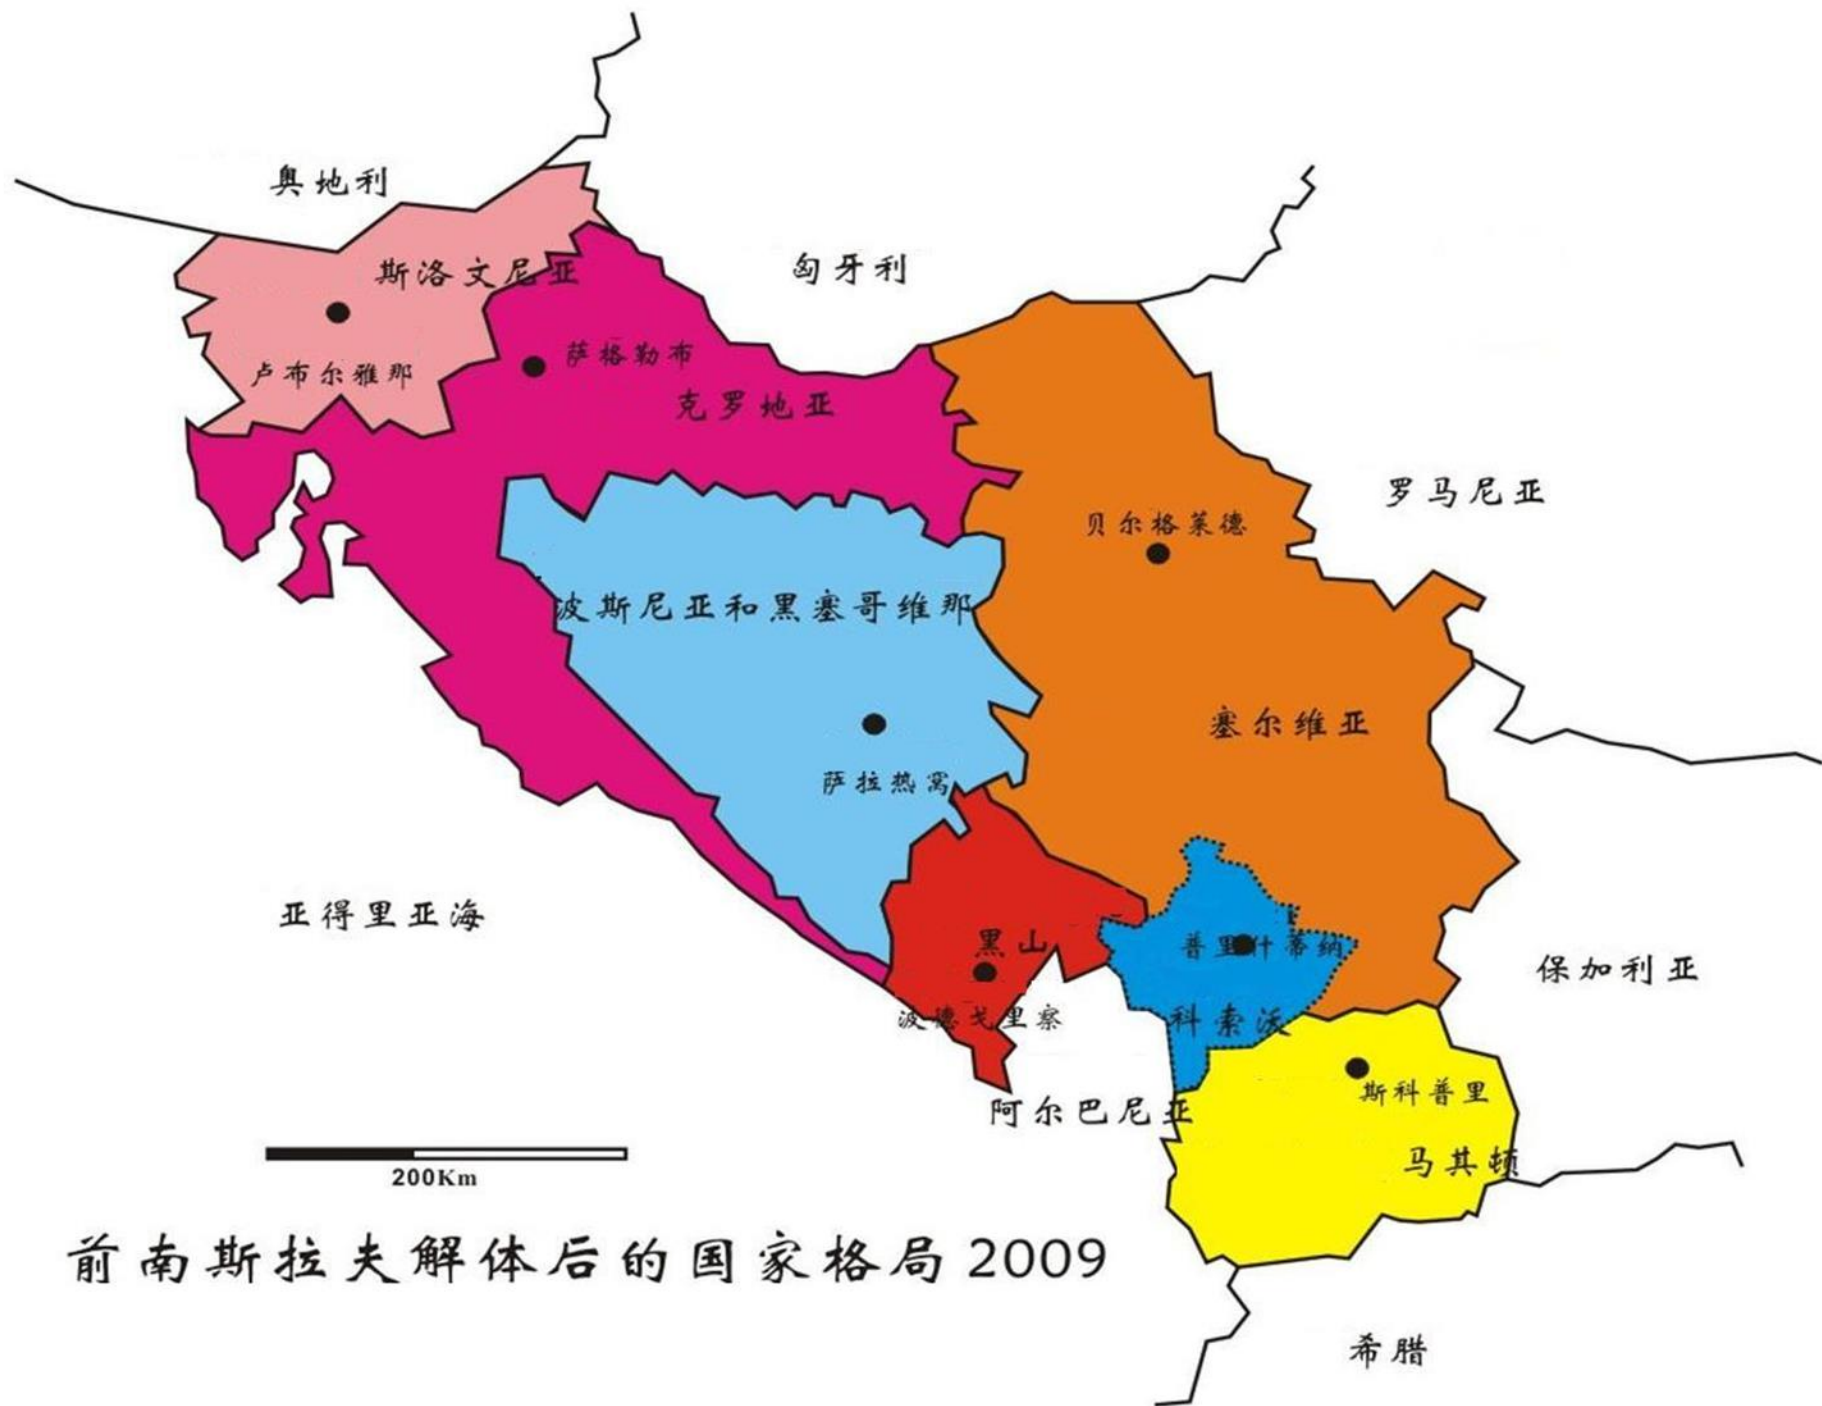 奥地利
匈牙利
斯洛文尼亚
萨格勒布
卢布尔雅那
克罗地亚
罗马尼亚
贝尔格莱德
波斯尼亚和黑塞哥维那
塞尔维亚
萨拉热窝
亚得里亚海
黑山
普里什蒂纳
保加利亚
波德戈里察
科索沃
斯科普里
阿尔巴尼亚
马其顿
200Km
前南斯拉夫解体后的国家格局2009
希腊